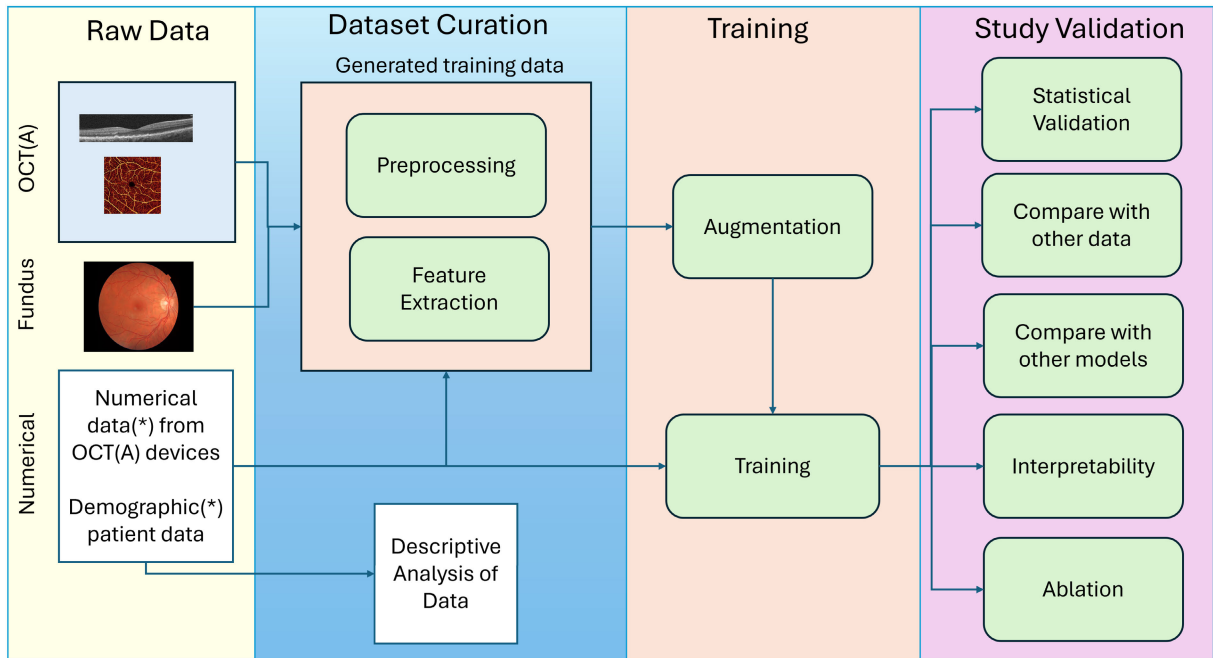 Raw Data
Dataset Curation
Training
Study Validation
OCT(A)
Fundus
Numerical
Numerical
data(*) from
OCT(A) devices
Demographic(*)
patient data
Generated training data
Preprocessing
Feature
Extraction
Descriptive
Analysis of
Data
Augmentation
Training
Statistical
Validation
Compare with
other data
Compare with
other models
Interpretability
Ablation